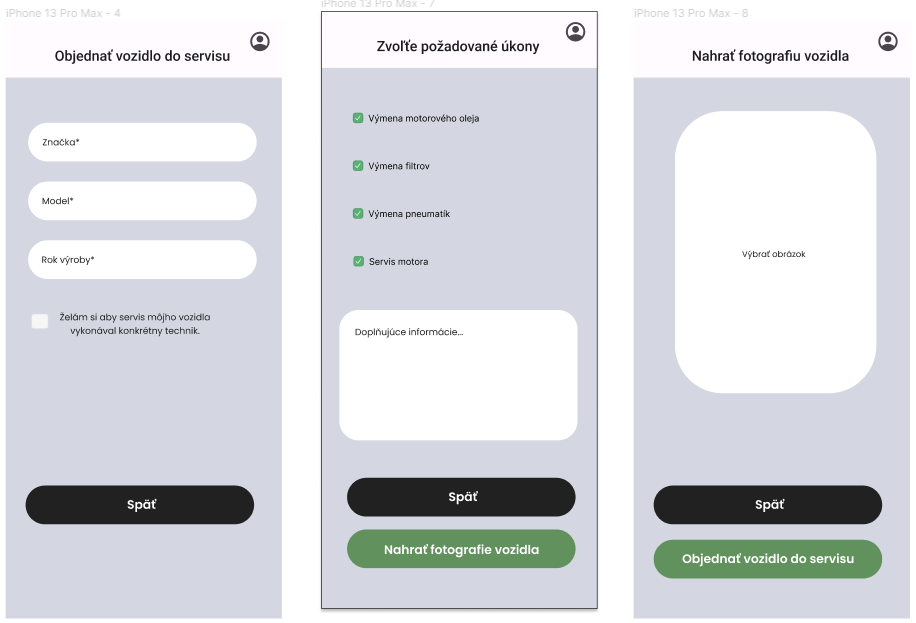 iPhone 13 Pro Max - 4
Objednať vozidlo do servisu
Značka*
Model*
Rok výroby*
Želám si aby servis môjho vozidla
vykonával konkrétny technik.
Späť
iPhone 13 Pro Max - 7
Zvoľťe požadované úkony
Výmena motorového oleja
Výmena filtrov
Výmena pneumatík
Servis motora
Doplňujúce informácie...
Späť
Nahrať fotografie vozidla
iPhone 13 Pro Max - 8
Nahrať fotografiu vozidla
Výbrať obrázok
Späť
Objednať vozidlo do servisu